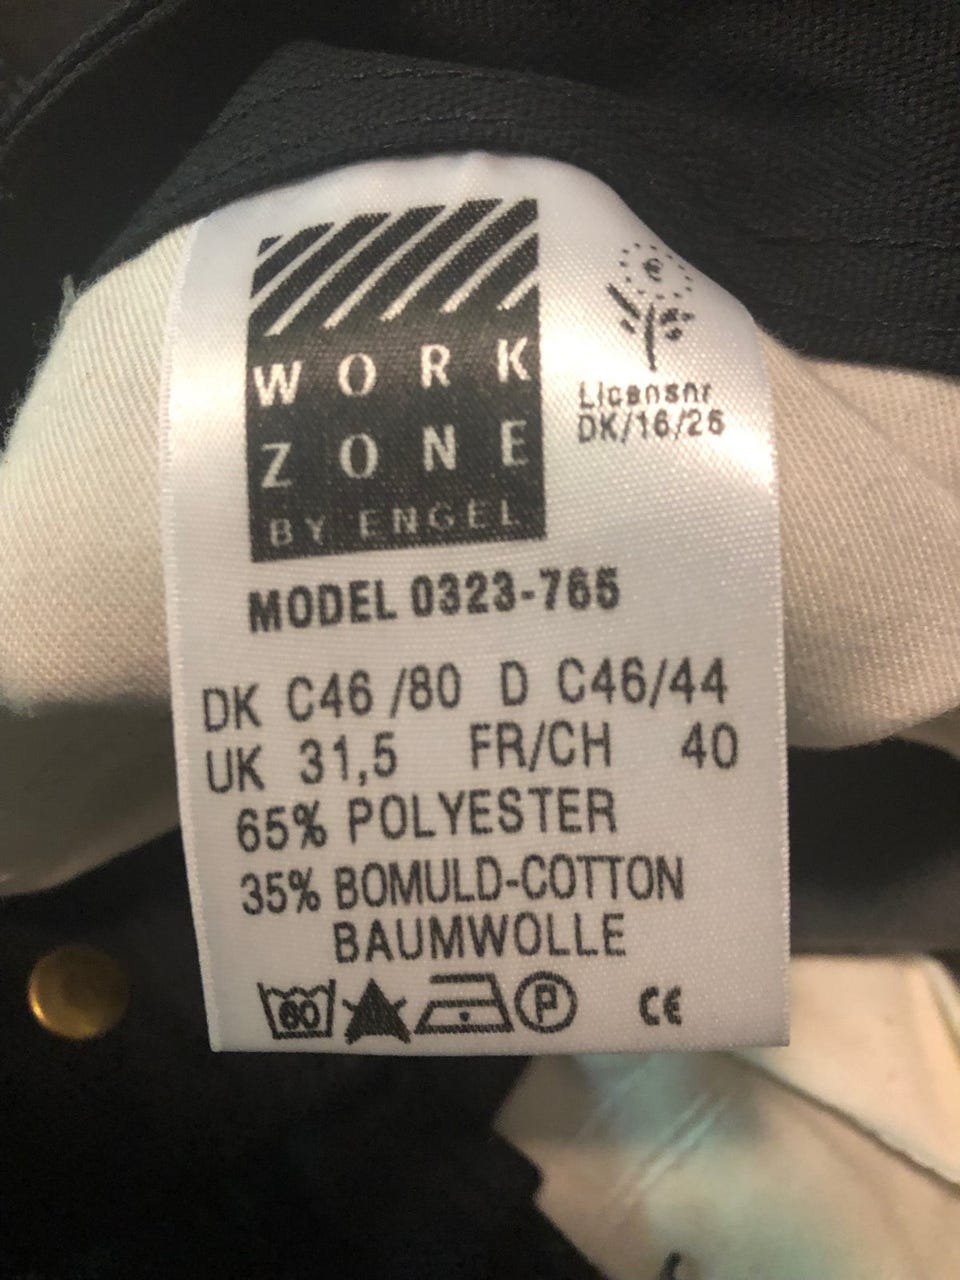 WORK
ZONE
BY ENGEL
Licensnr
DK/16/25
MODEL 0323-765
DK C46 /80 D C46/44
UK 31,5 FR/CH 40
65% POLYESTER
35% BOMULD-COTTON
BAUMWOLLE
60 P CE